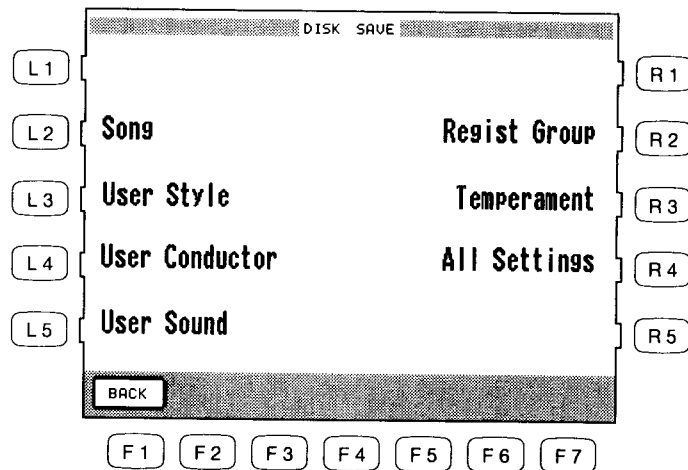 DISK SAVE
L1 R1
L2 Song Regist Group R2
L3 User Style Temperament R3
L4 User Conductor All Settings R4
L5 User Sound R5
BACK
F1 F2 F3 F4 F5 F6 F7